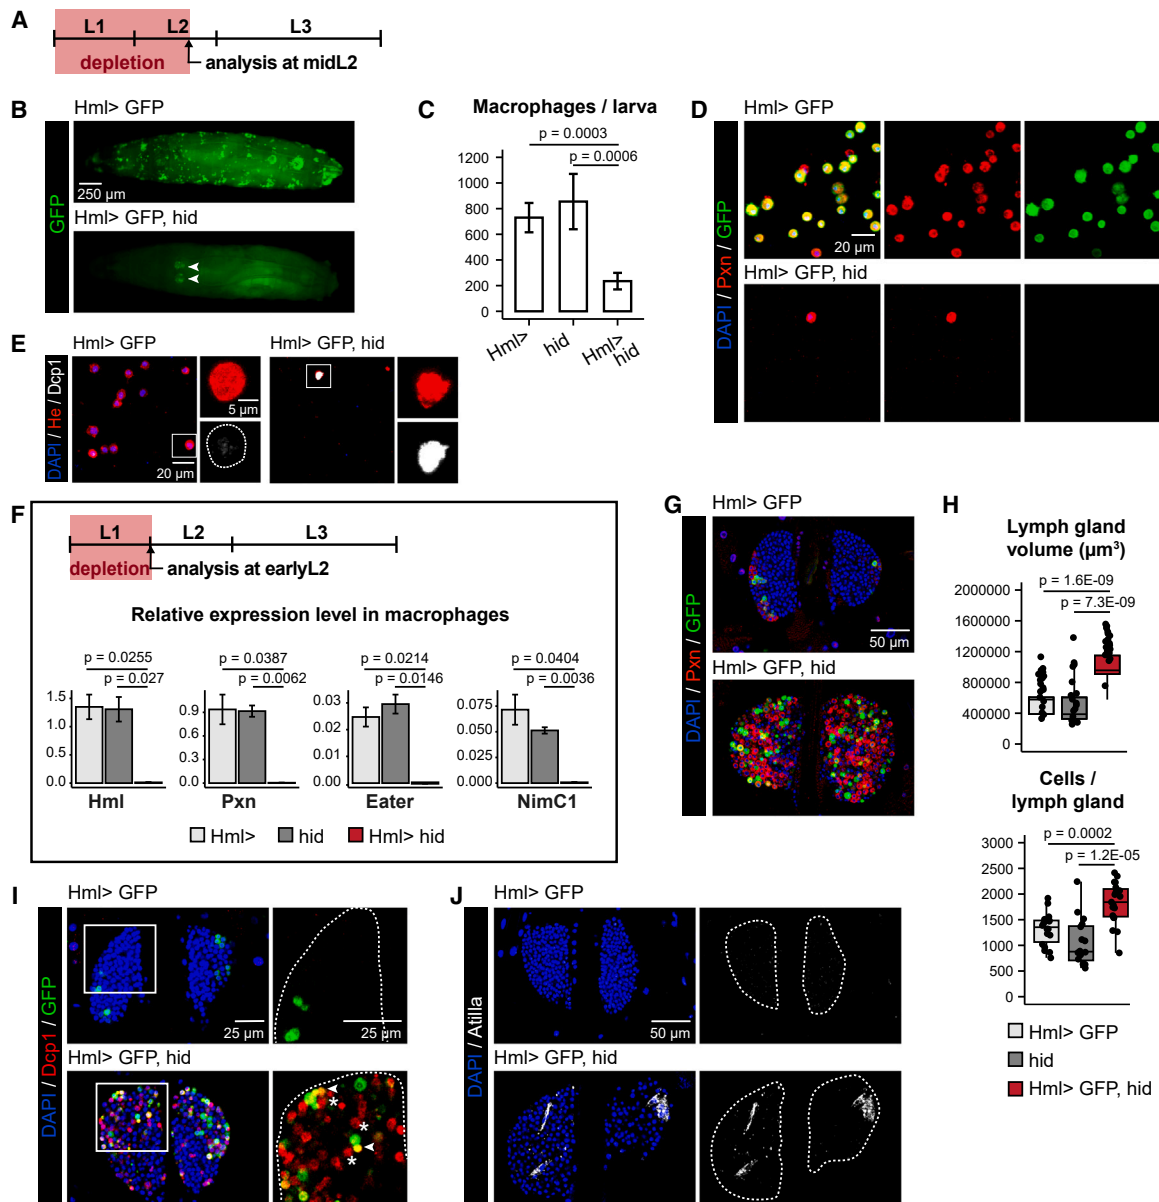 A
L1 L2 L3
depletion analysis at midL2
B
Hml> GFP
GFP
250 µm
Hml> GFP, hid
C
Macrophages / larva
p = 0.0003
p = 0.0006
1200
1000
800
600
400
200
0
Hml> hid Hml> hid
D
Hml> GFP
DAPI / Pxn / GFP
20 µm
Hml> GFP, hid
E
Hml> GFP Hml> GFP, hid
DAPI / He / Dcp1
5 µm
20 µm
F
L1 L2 L3
depletion analysis at earlyL2
Relative expression level in macrophages
p = 0.0255
p = 0.027
1.5
1.0
0.5
0.0
Hml
p = 0.0387
p = 0.0062
0.9
0.6
0.3
0.0
Pxn
p = 0.0214
p = 0.0146
0.03
0.02
0.01
0.00
Eater
p = 0.0404
p = 0.0036
0.075
0.050
0.025
0.000
NimC1
Hml> hid Hml> hid
G
Hml> GFP
DAPI / Pxn / GFP
50 µm
Hml> GFP, hid
H
Lymph gland
volume (µm³)
p = 1.6E-09
p = 7.3E-09
2000000
1600000
1200000
800000
400000
0
Cells /
lymph gland
p = 0.0002
p = 1.2E-05
3000
2500
2000
1500
1000
500
0
Hml> GFP
hid
Hml> GFP, hid
I
Hml> GFP
DAPI / Dcp1 / GFP
25 µm 25 µm
Hml> GFP, hid
* * *
J
Hml> GFP
DAPI / Atilla
50 µm
Hml> GFP, hid